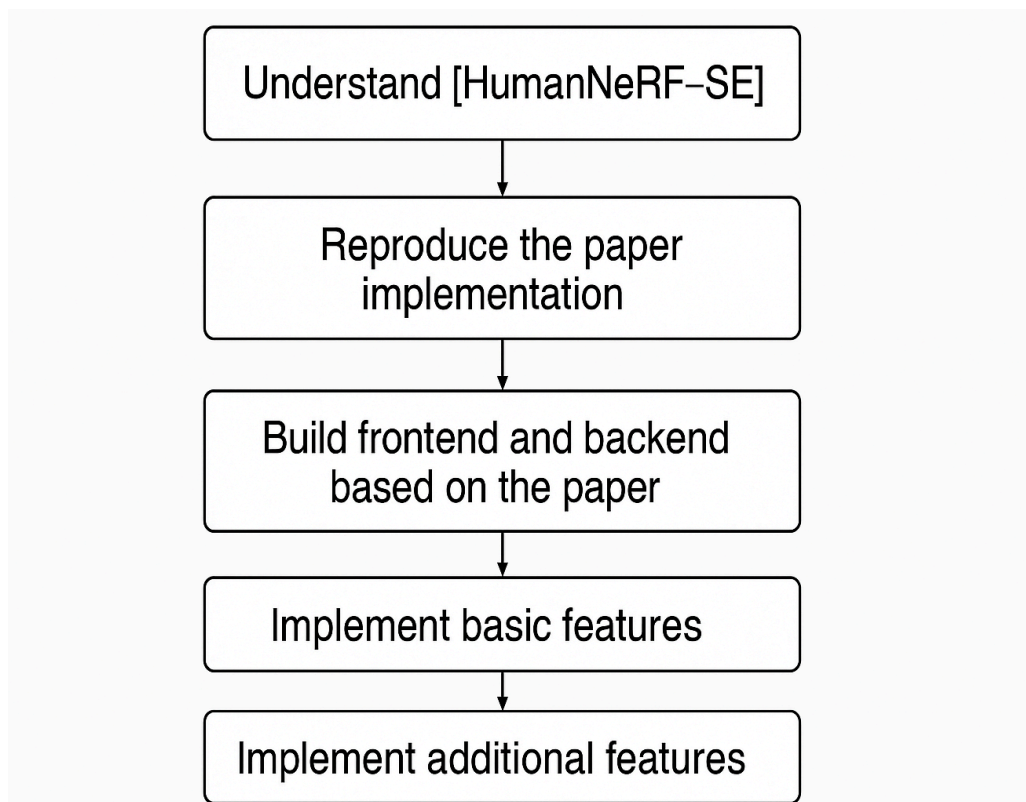 Understand [HumanNeRF–SE]
Reproduce the paper
implementation
Build frontend and backend
based on the paper
Implement basic features
Implement additional features